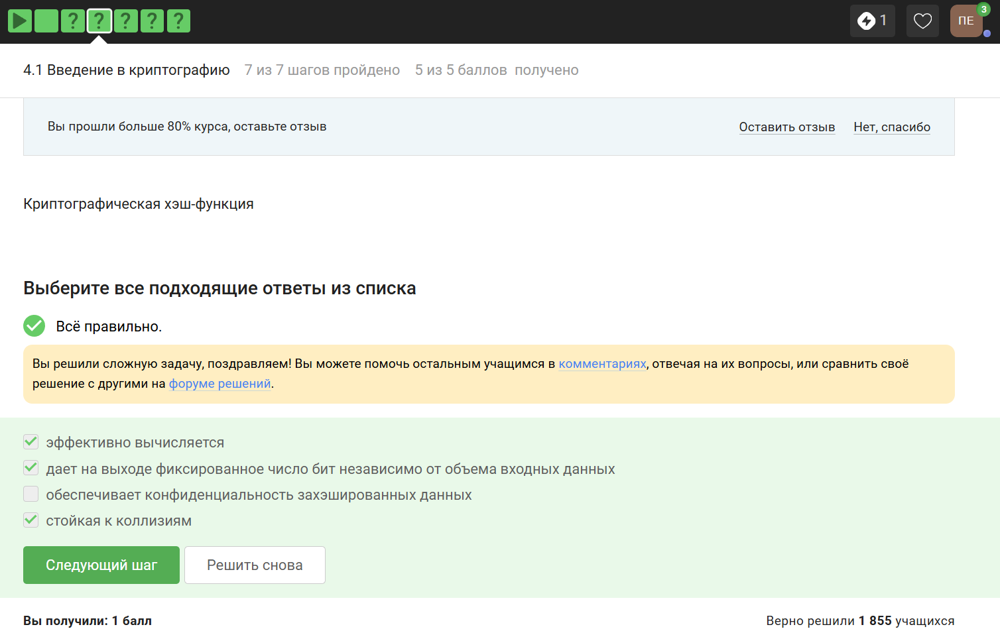 ? ? ? ? ?
1
ПЕ
3
4.1 Введение в криптографию 7 из 7 шагов пройдено 5 из 5 баллов получено
Вы прошли больше 80% курса, оставьте отзыв Оставить отзыв Нет, спасибо
Криптографическая хэш-функция
Выберите все подходящие ответы из списка
Всё правильно.
Вы решили сложную задачу, поздравляем! Вы можете помочь остальным учащимся в комментариях, отвечая на их вопросы, или сравнить своё
решение с другими на форуме решений.
эффективно вычисляется
дает на выходе фиксированное число бит независимо от объема входных данных
обеспечивает конфиденциальность захэшированных данных
стойкая к коллизиям
Следующий шаг Решить снова
Вы получили: 1 балл Верно решили 1 855 учащихся